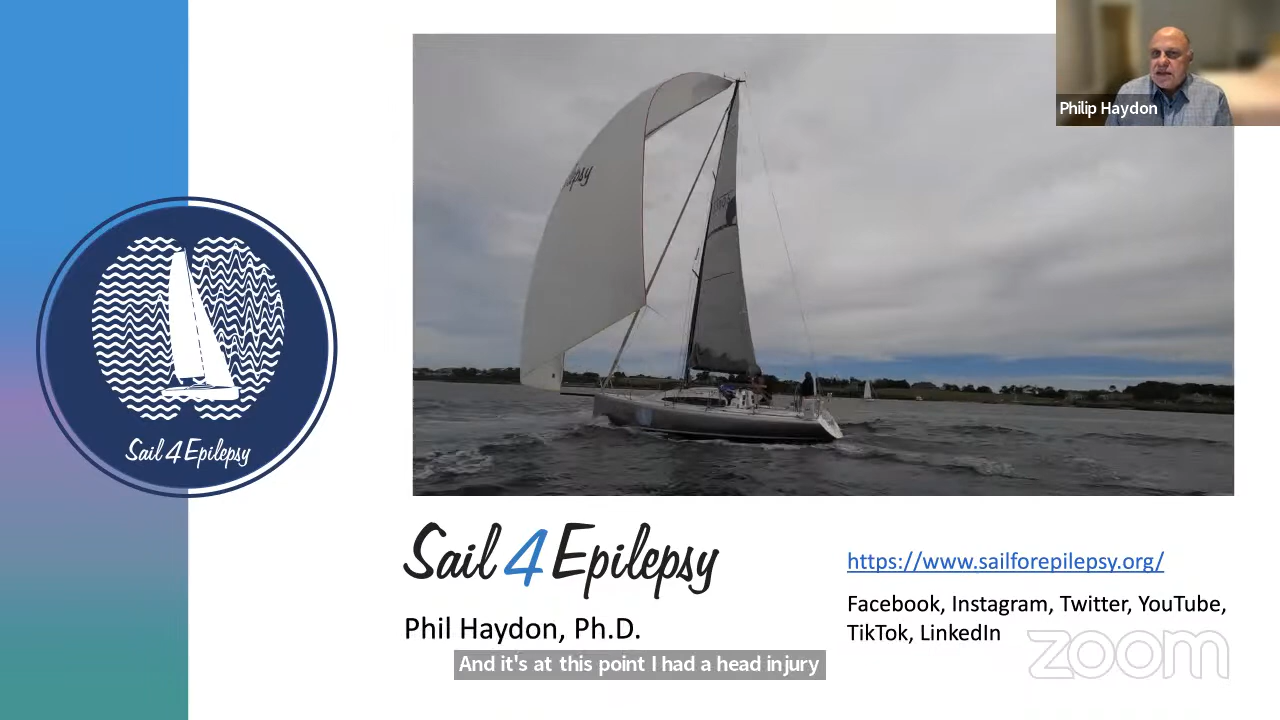 Philip Haydon
Sail 4 Epilepsy
Sail 4 Epilepsy
https://www.sailforepilepsy.org/
Phil Haydon, Ph.D.
Facebook, Instagram, Twitter, YouTube,
TikTok, LinkedIn
And it's at this point I had a head injury
zoom